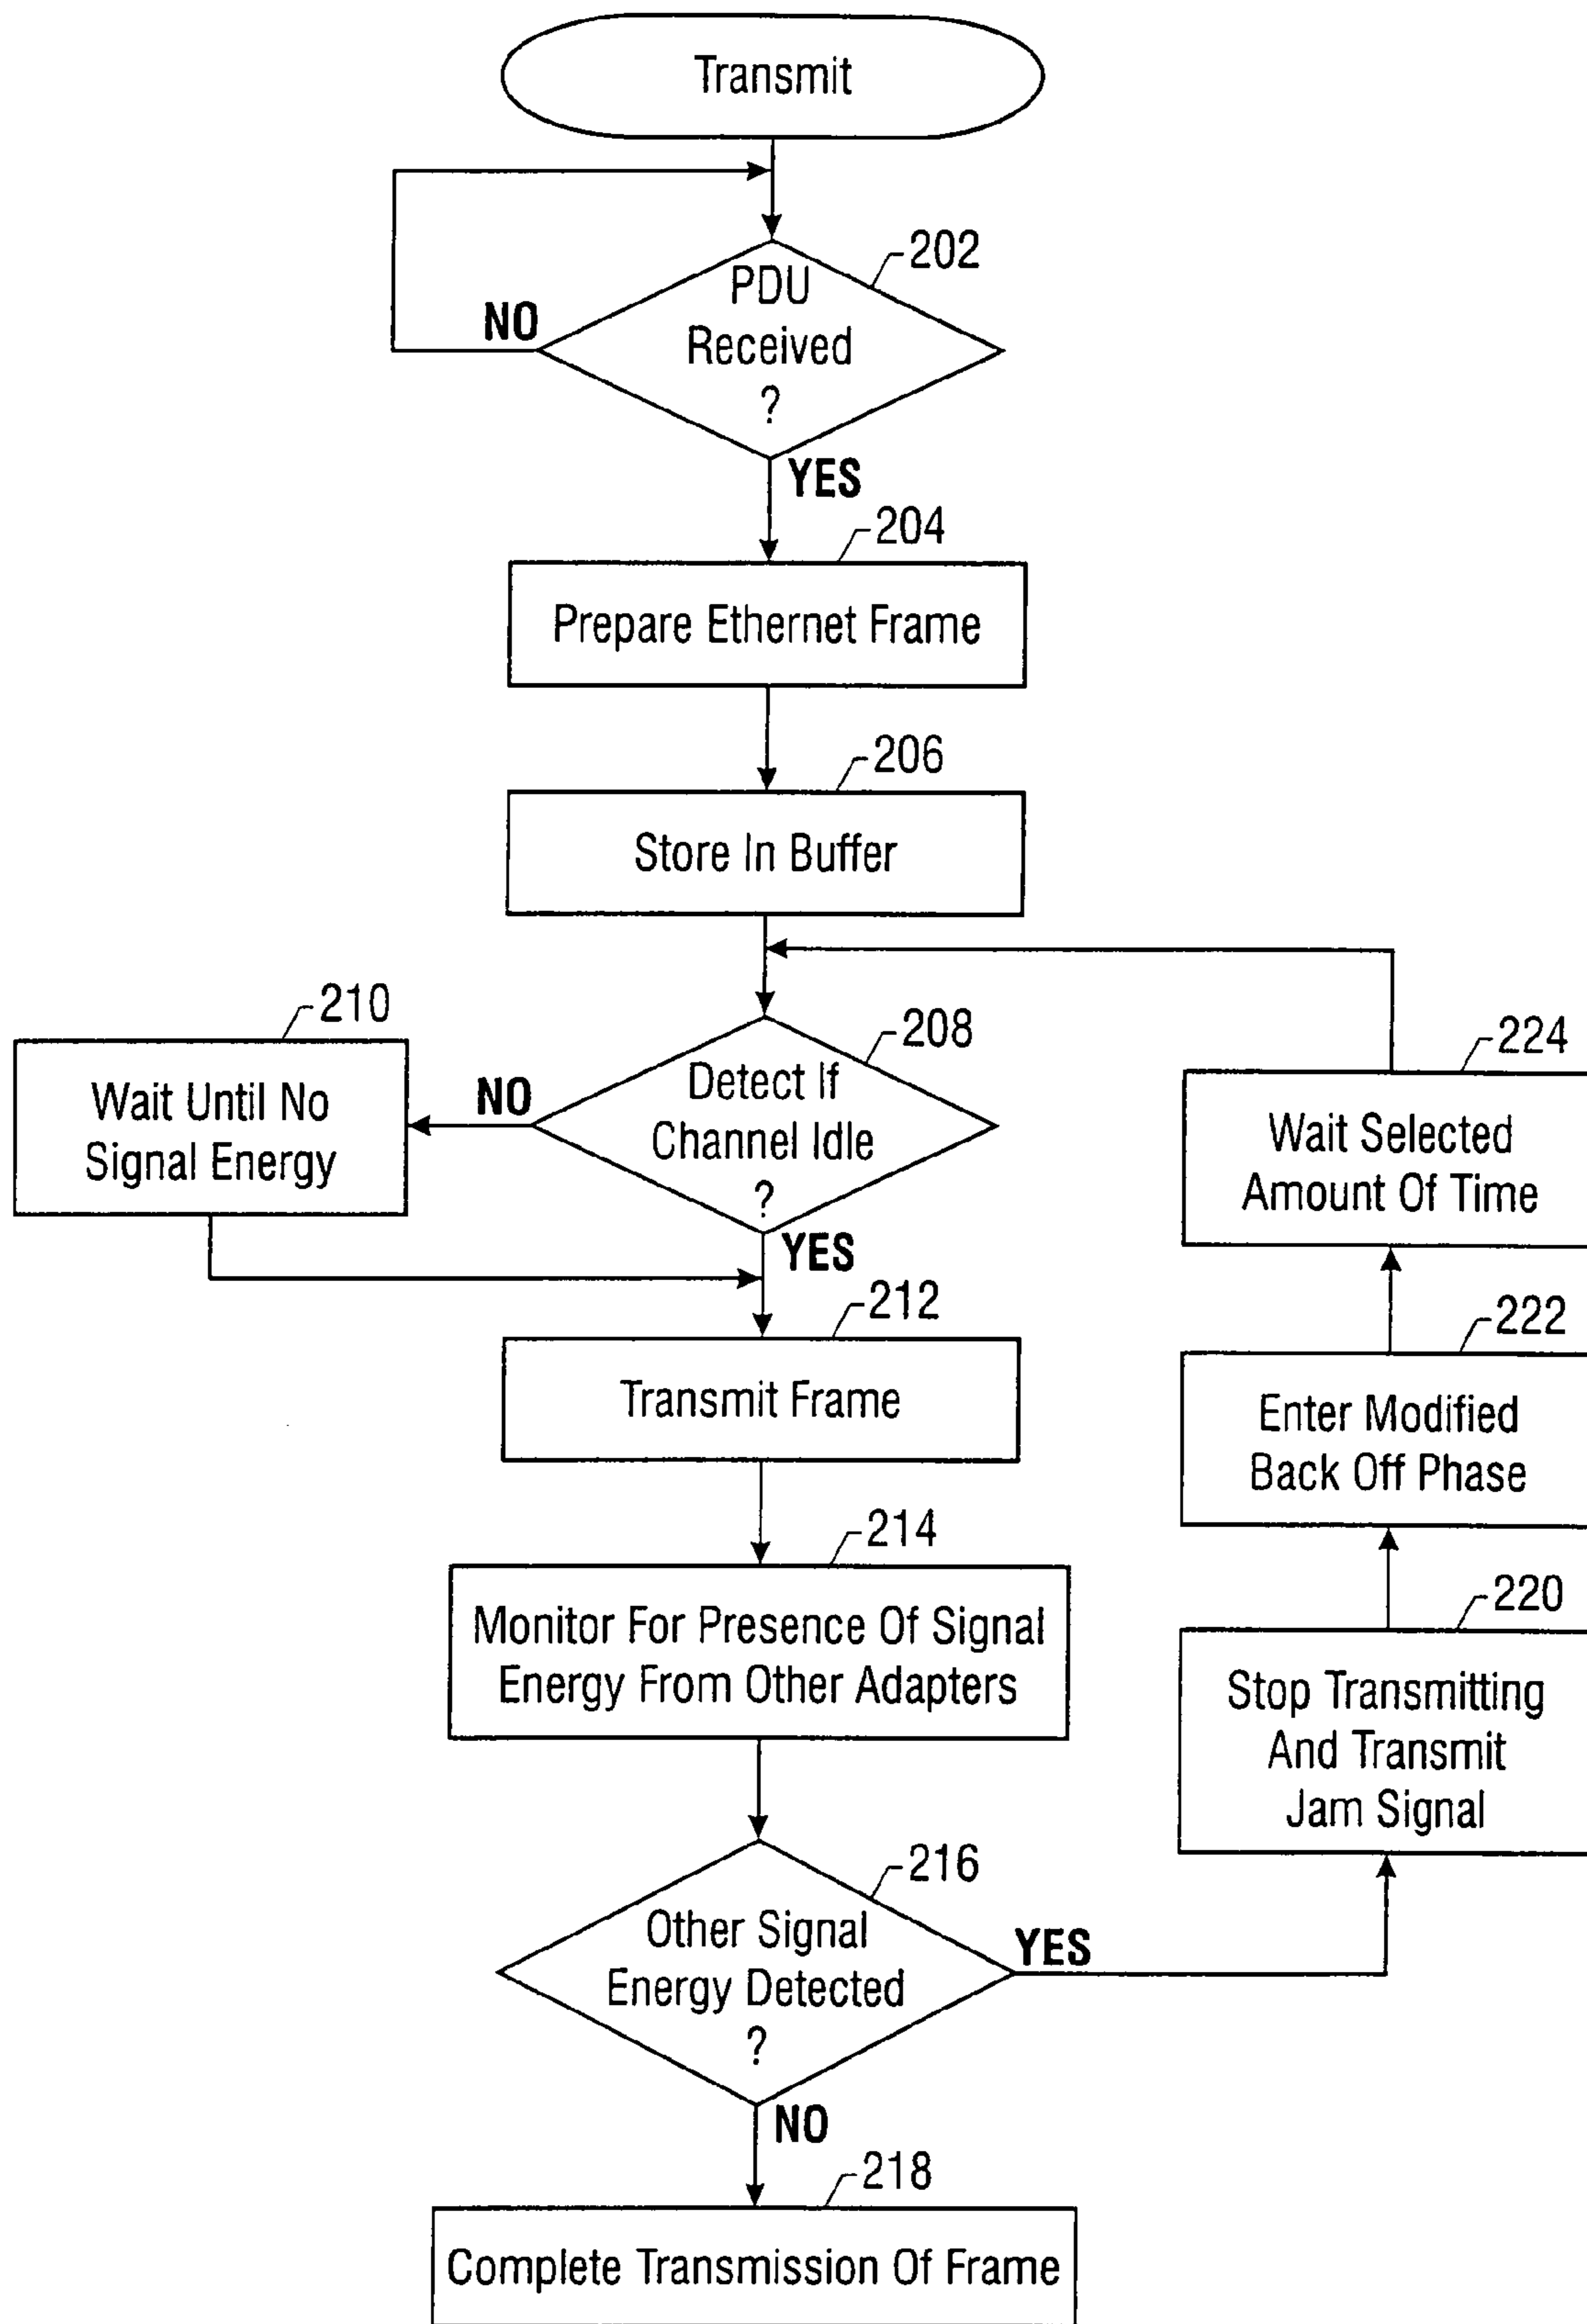 Transmit
202
PDU
Received
?
NO
YES
204
Prepare Ethernet Frame
206
Store In Buffer
208
Detect If
Channel Idle
?
NO
210
Wait Until No
Signal Energy
YES
212
Transmit Frame
214
Monitor For Presence Of Signal
Energy From Other Adapters
216
Other Signal
Energy Detected
?
YES
NO
218
Complete Transmission Of Frame
220
Stop Transmitting
And Transmit
Jam Signal
222
Enter Modified
Back Off Phase
224
Wait Selected
Amount Of Time